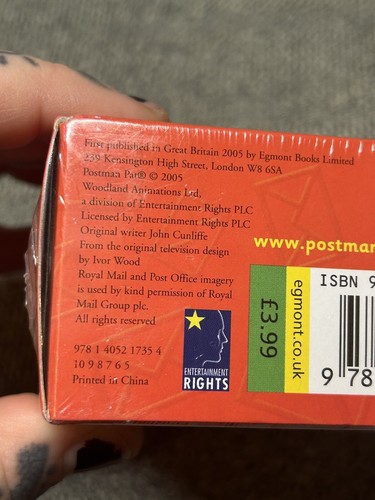 First published in Great Britain 2005 by Egmont Books Limited
239 Kensington High Street, London W8 6SA
Postman Pat® © 2005
Woodland Animations Ltd,
a division of Entertainment Rights PLC
Licensed by Entertainment Rights PLC
Original writer John Cunliffe
From the original television design
by Ivor Wood
Royal Mail and Post Office imagery
is used by kind permission of Royal
Mail Group plc.
All rights reserved
978 1 4052 1735 4
10 9 8 7 6 5
Printed in China
ENTERTAINMENT
RIGHTS
www.postman
£3.99
egmont.co.uk
ISBN 9
9 78